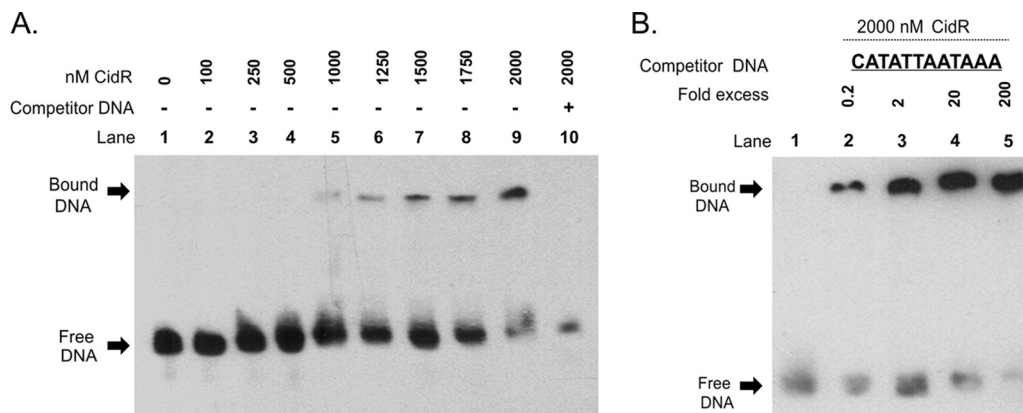 A.
nM CidR 0 100 250 500 1000 1250 1500 1750 2000 2000
Competitor DNA - - - - - - - - - +
Lane 1 2 3 4 5 6 7 8 9 10
Bound
DNA
Free
DNA
B.
2000 nM CidR
Competitor DNA CATATTAATAAA
Fold excess 0.2 2 20 200
Lane 1 2 3 4 5
Bound
DNA
Free
DNA